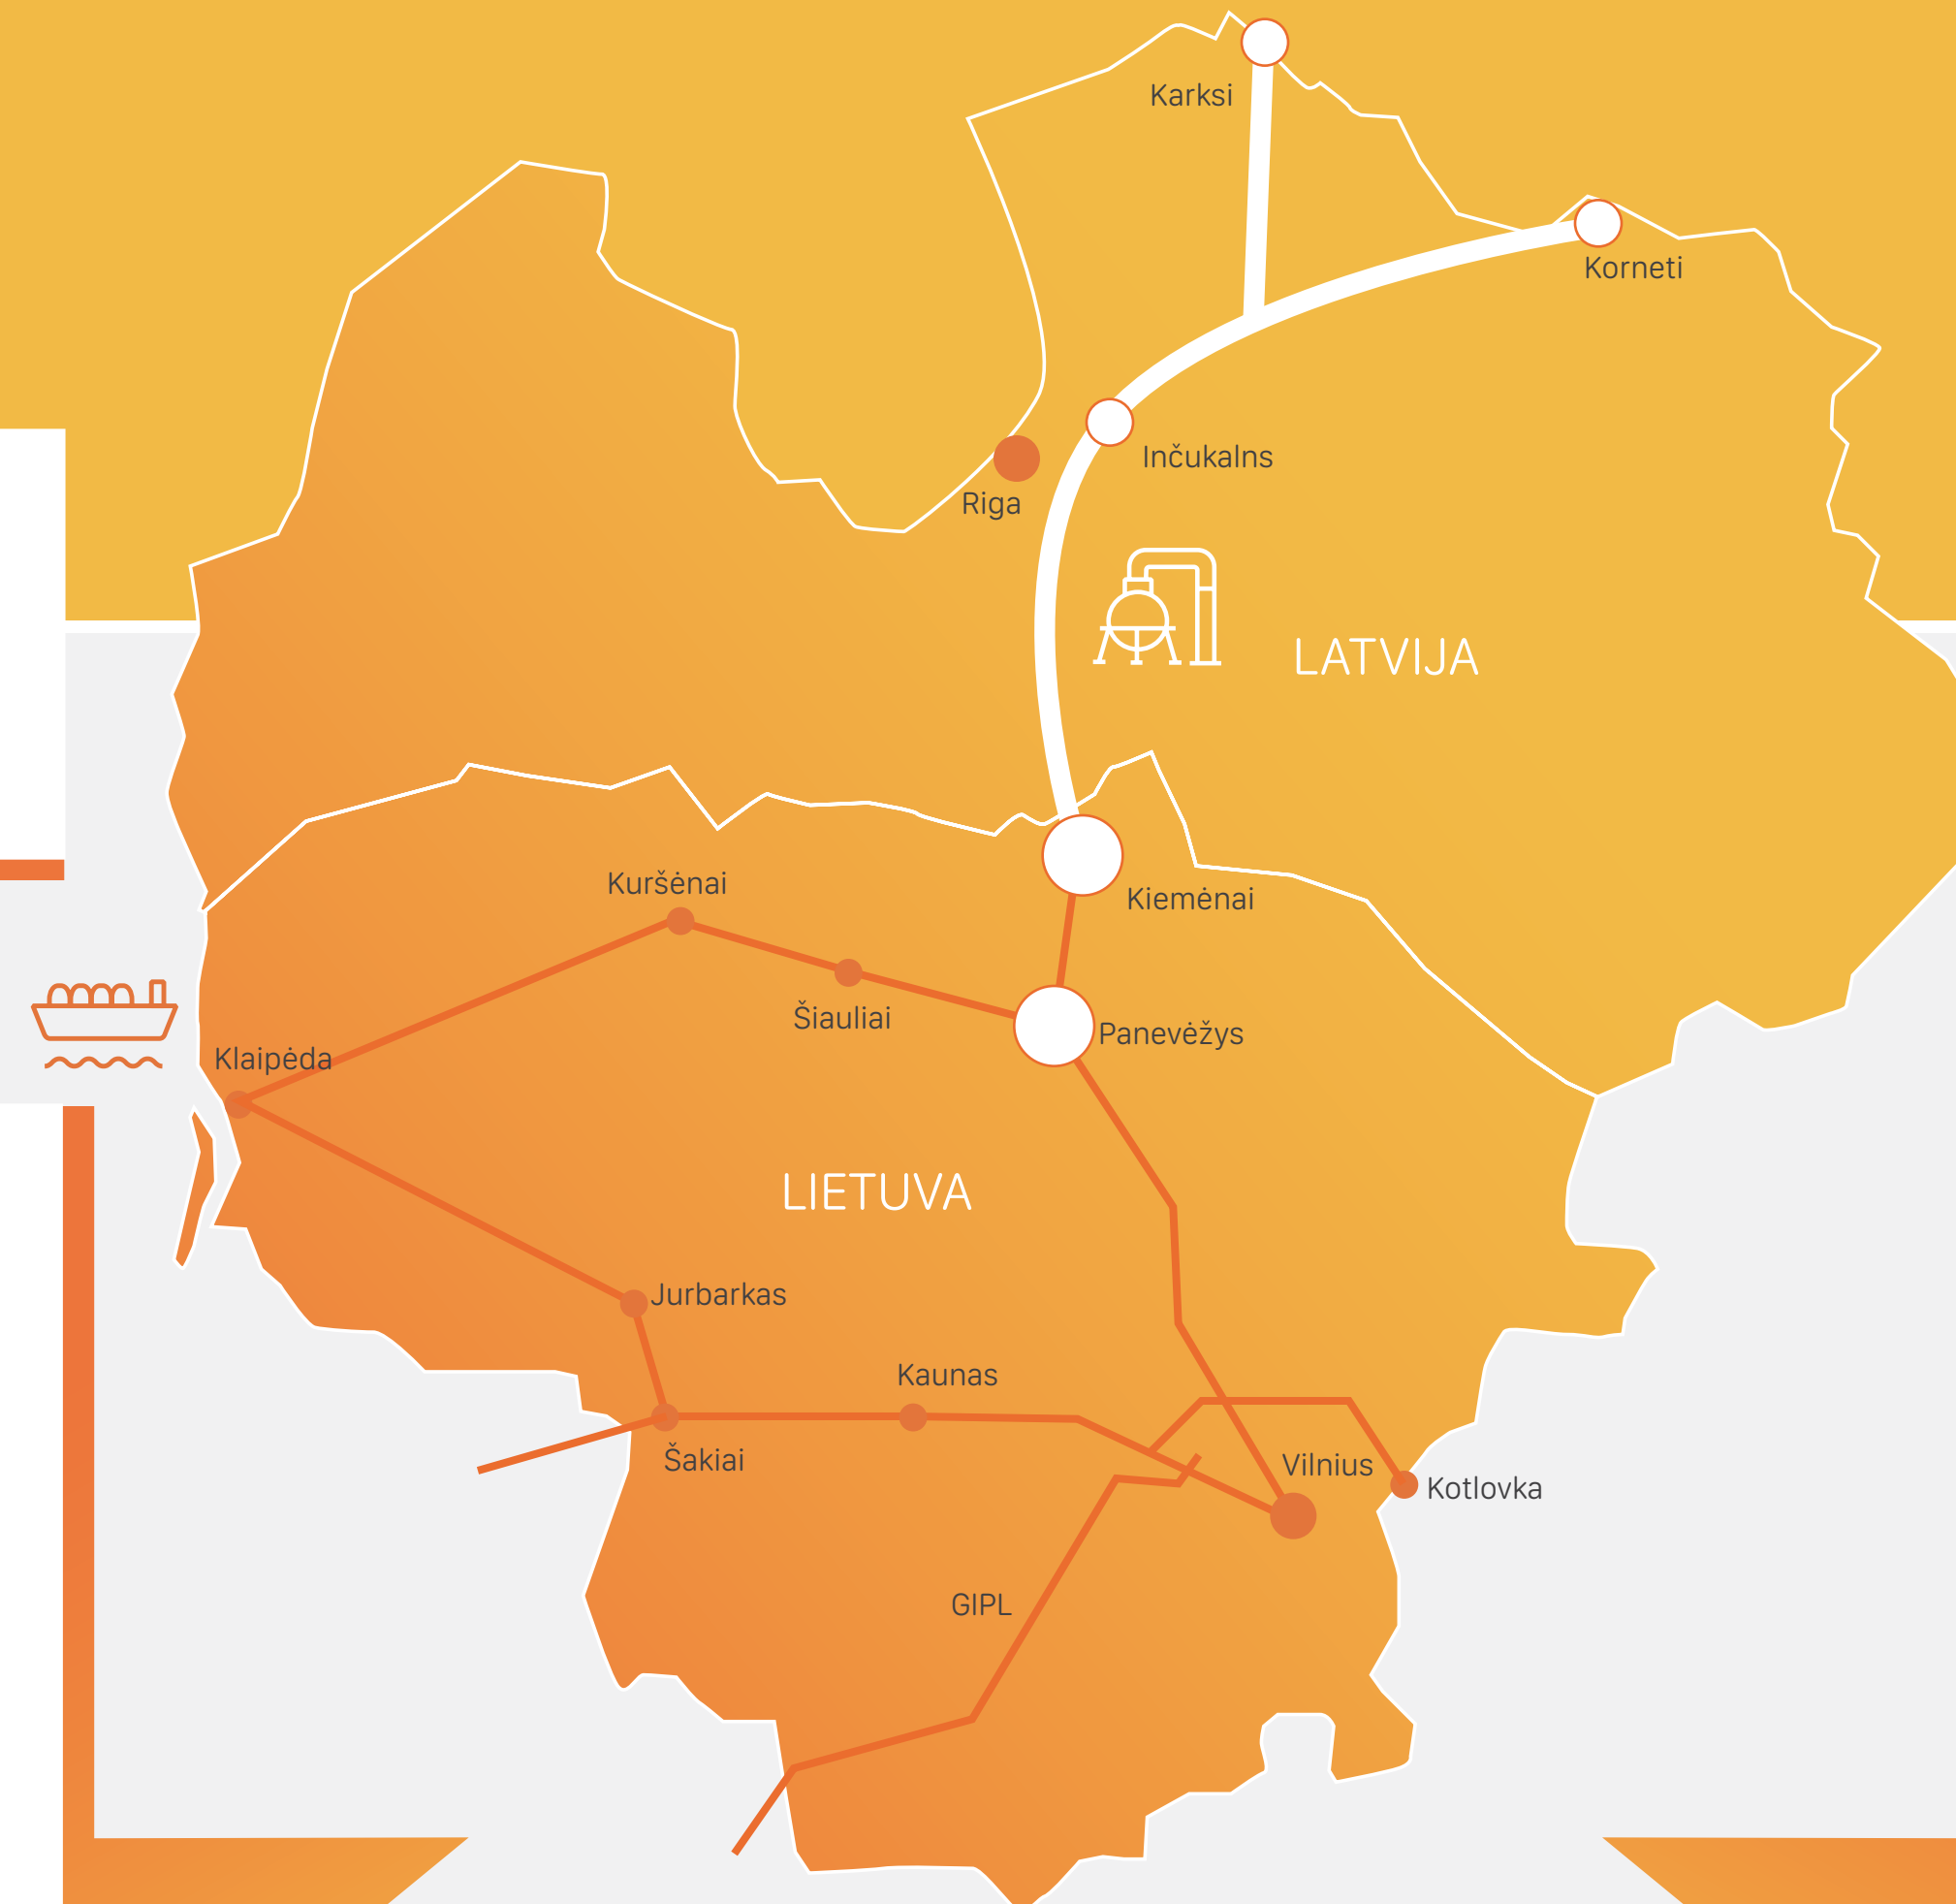 Karksi
Korneti
Inčukalns
Riga
LATVIJA
Kuršėnai
Kiemėnai
Šiauliai
Panevėžys
Klaipėda
LIETUVA
Jurbarkas
Kaunas
Šakiai
Vilnius
Kotlovka
GIPL